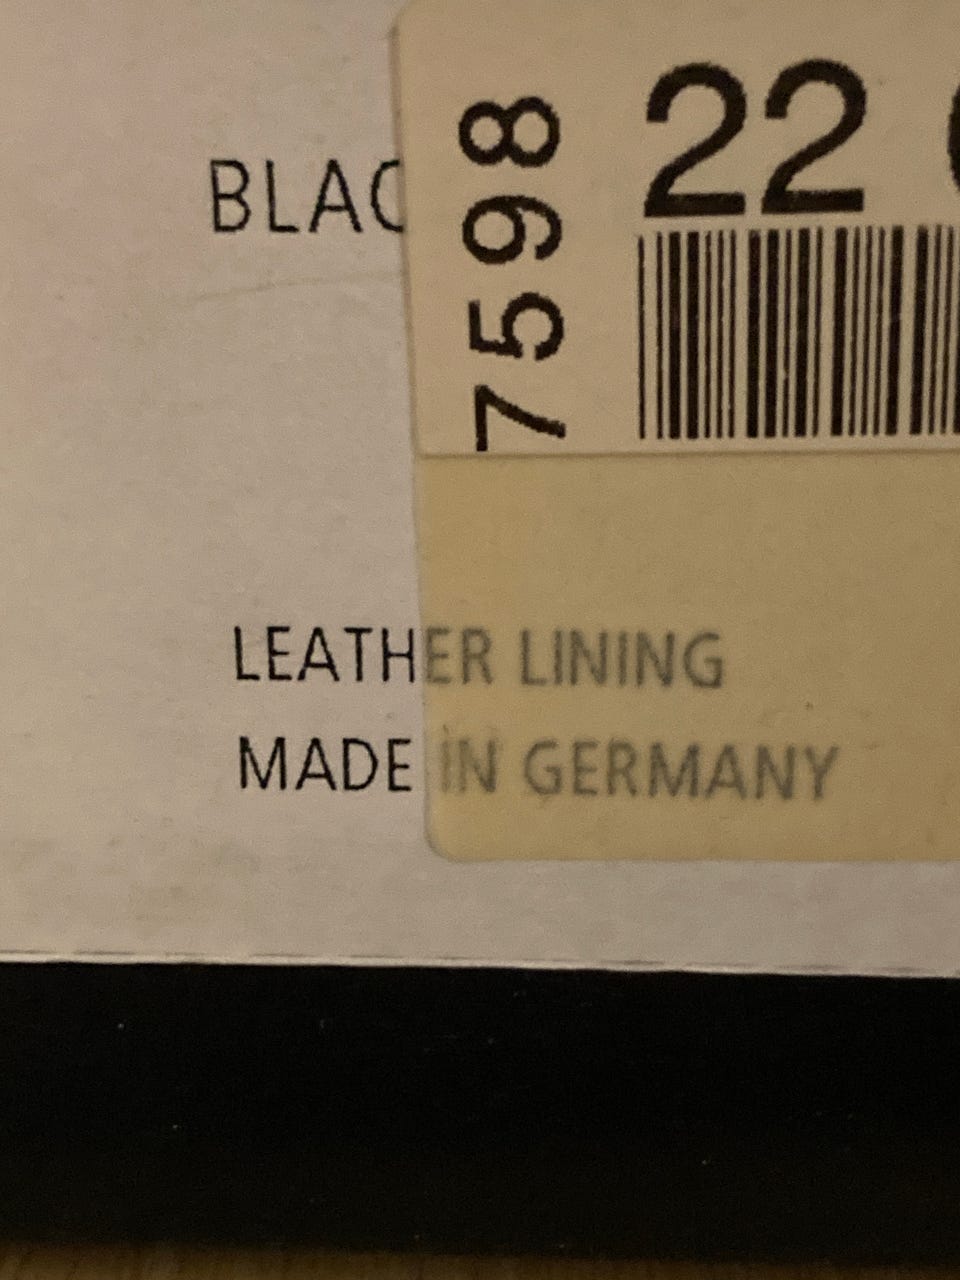 BLAC
7598
22
LEATHER LINING
MADE IN GERMANY